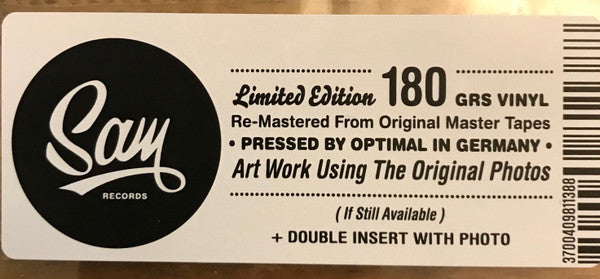 Sam
RECORDS
Limited Edition 180 GRS VINYL
Re-Mastered From Original Master Tapes
• PRESSED BY OPTIMAL IN GERMANY •
Art Work Using The Original Photos
( If Still Available )
+ DOUBLE INSERT WITH PHOTO
3700409811388